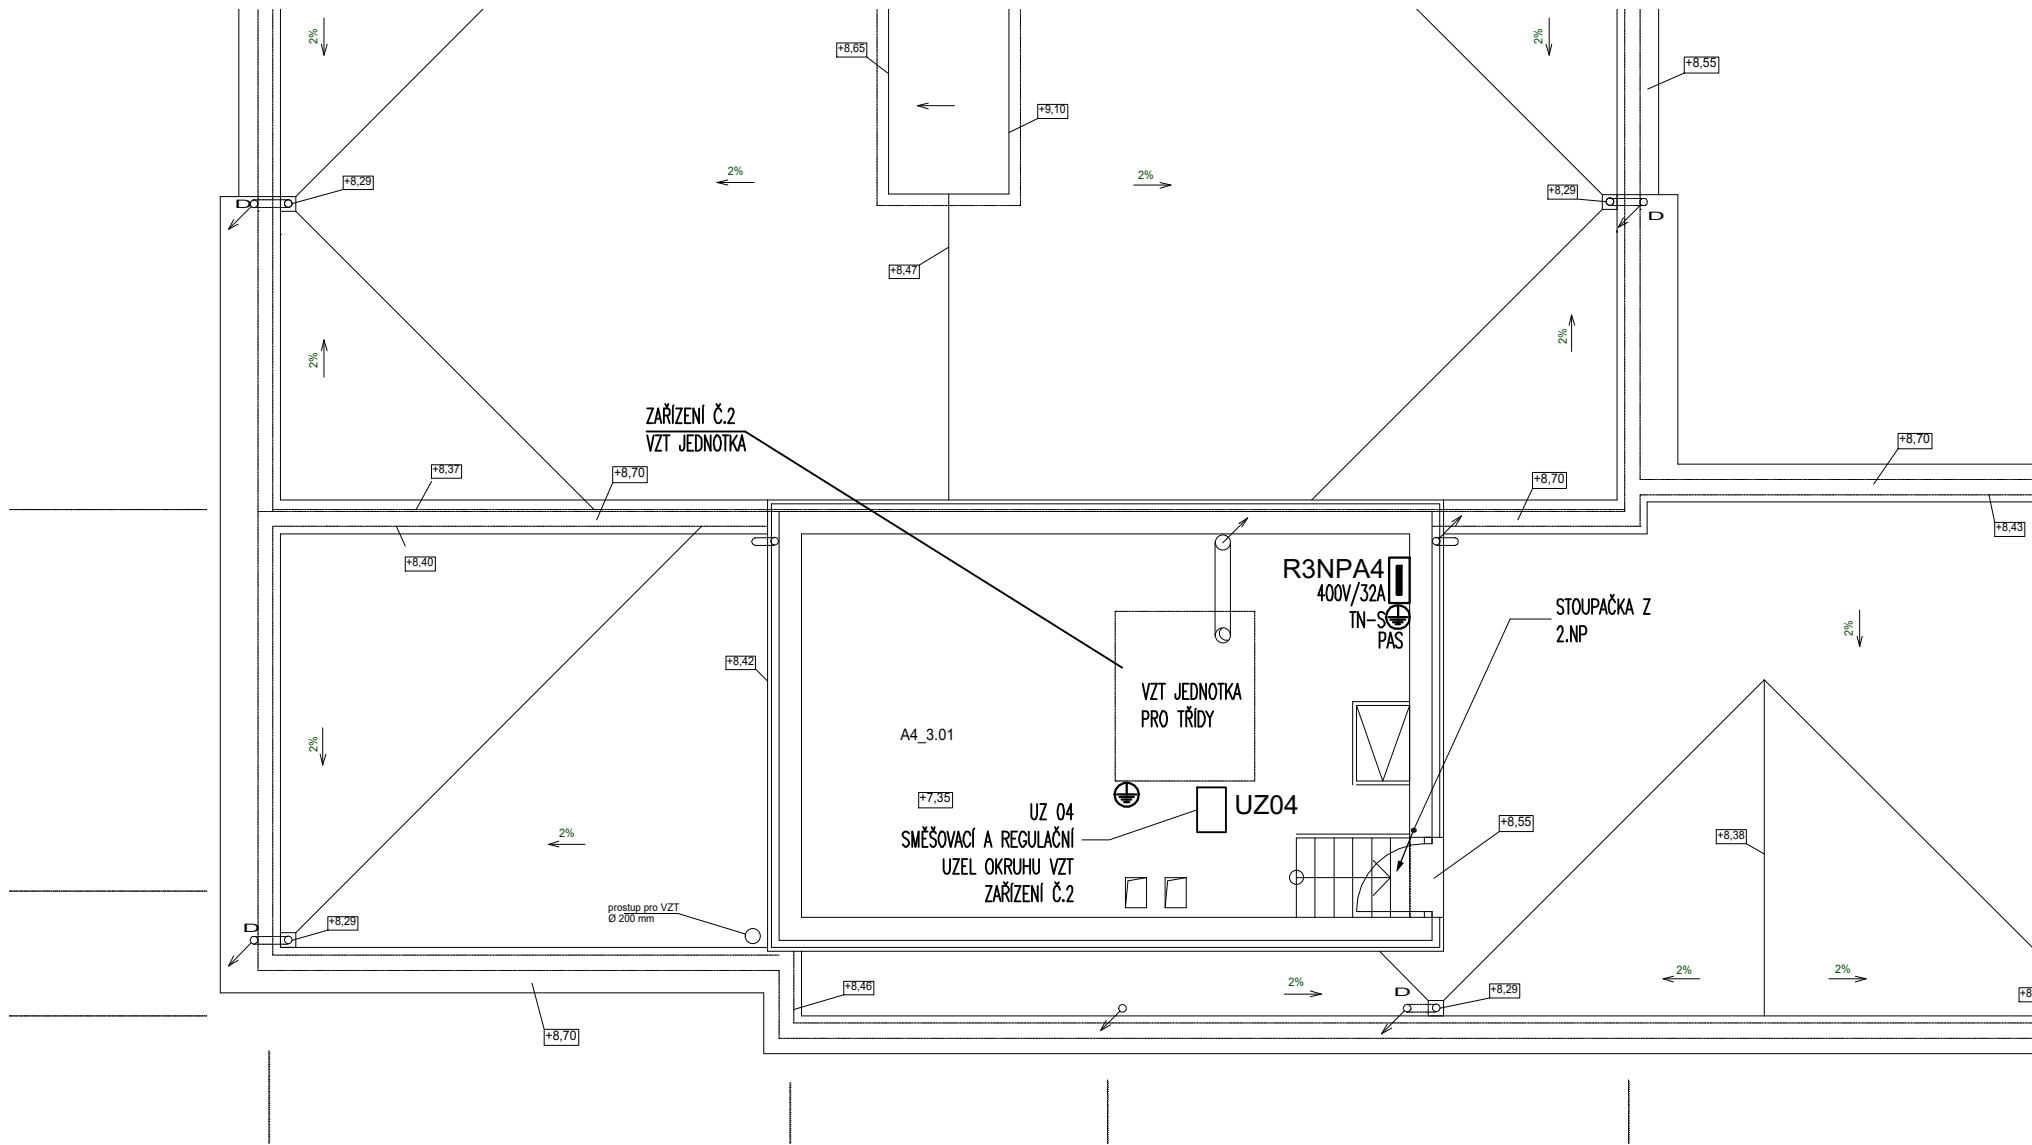 2%
+8,65
2%
+8,55
+9,10
2%
2%
+8,29
+8,29
D
D
+8,47
2%
2%
ZAŘÍZENÍ Č.2
VZT JEDNOTKA
+8,37
+8,70
+8,70
+8,70
+8,43
+8,40
R3NPA4
400V/32A
TN-S
PAS
STOUPAČKA Z
2.NP
2%
+8,42
VZT JEDNOTKA
PRO TŘÍDY
A4_3.01
2%
+7,35
UZ04
UZ 04
SMĚŠOVACÍ A REGULAČNÍ
UZEL OKRUHU VZT
ZAŘÍZENÍ Č.2
+8,55
+8,38
2%
prostup pro VZT
Ø 200 mm
D
+8,29
2%
2%
2%
+8,46
D
+8,29
+8
+8,70